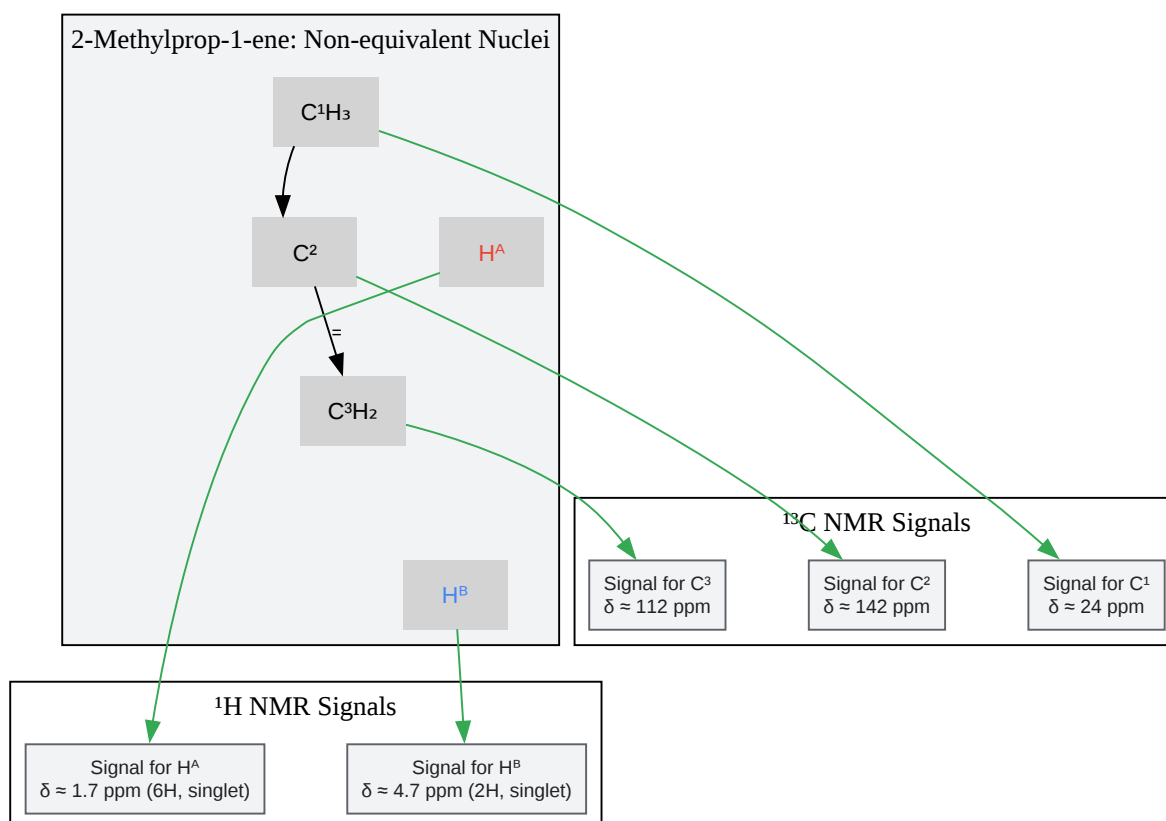 2-Methylprop-1-ene: Non-equivalent Nuclei
C¹H₃
C²
Hᴬ
=
C³H₂
¹³C NMR Signals
Signal for C³
δ ≈ 112 ppm
Signal for C²
δ ≈ 142 ppm
Signal for C¹
δ ≈ 24 ppm
Hᴮ
¹H NMR Signals
Signal for Hᴬ
δ ≈ 1.7 ppm (6H, singlet)
Signal for Hᴮ
δ ≈ 4.7 ppm (2H, singlet)